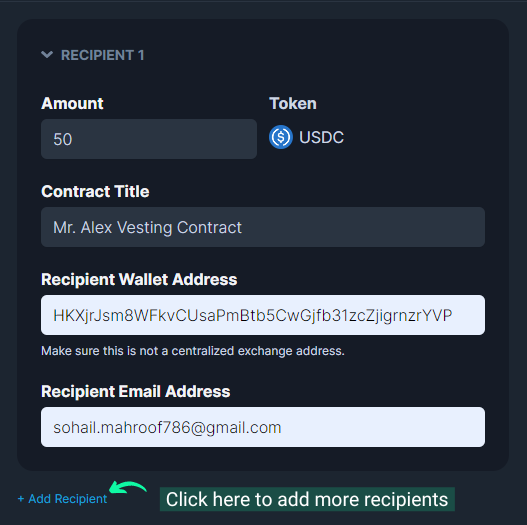 RECIPIENT 1
Amount
Token
50
USDC
Contract Title
Mr. Alex Vesting Contract
Recipient Wallet Address
HKXjrJsm8WFkvCUsaPmBtb5CwGjfb31zcZjigrnzrYVP
Make sure this is not a centralized exchange address.
Recipient Email Address
sohail.mahroof786@gmail.com
+ Add Recipient
Click here to add more recipients